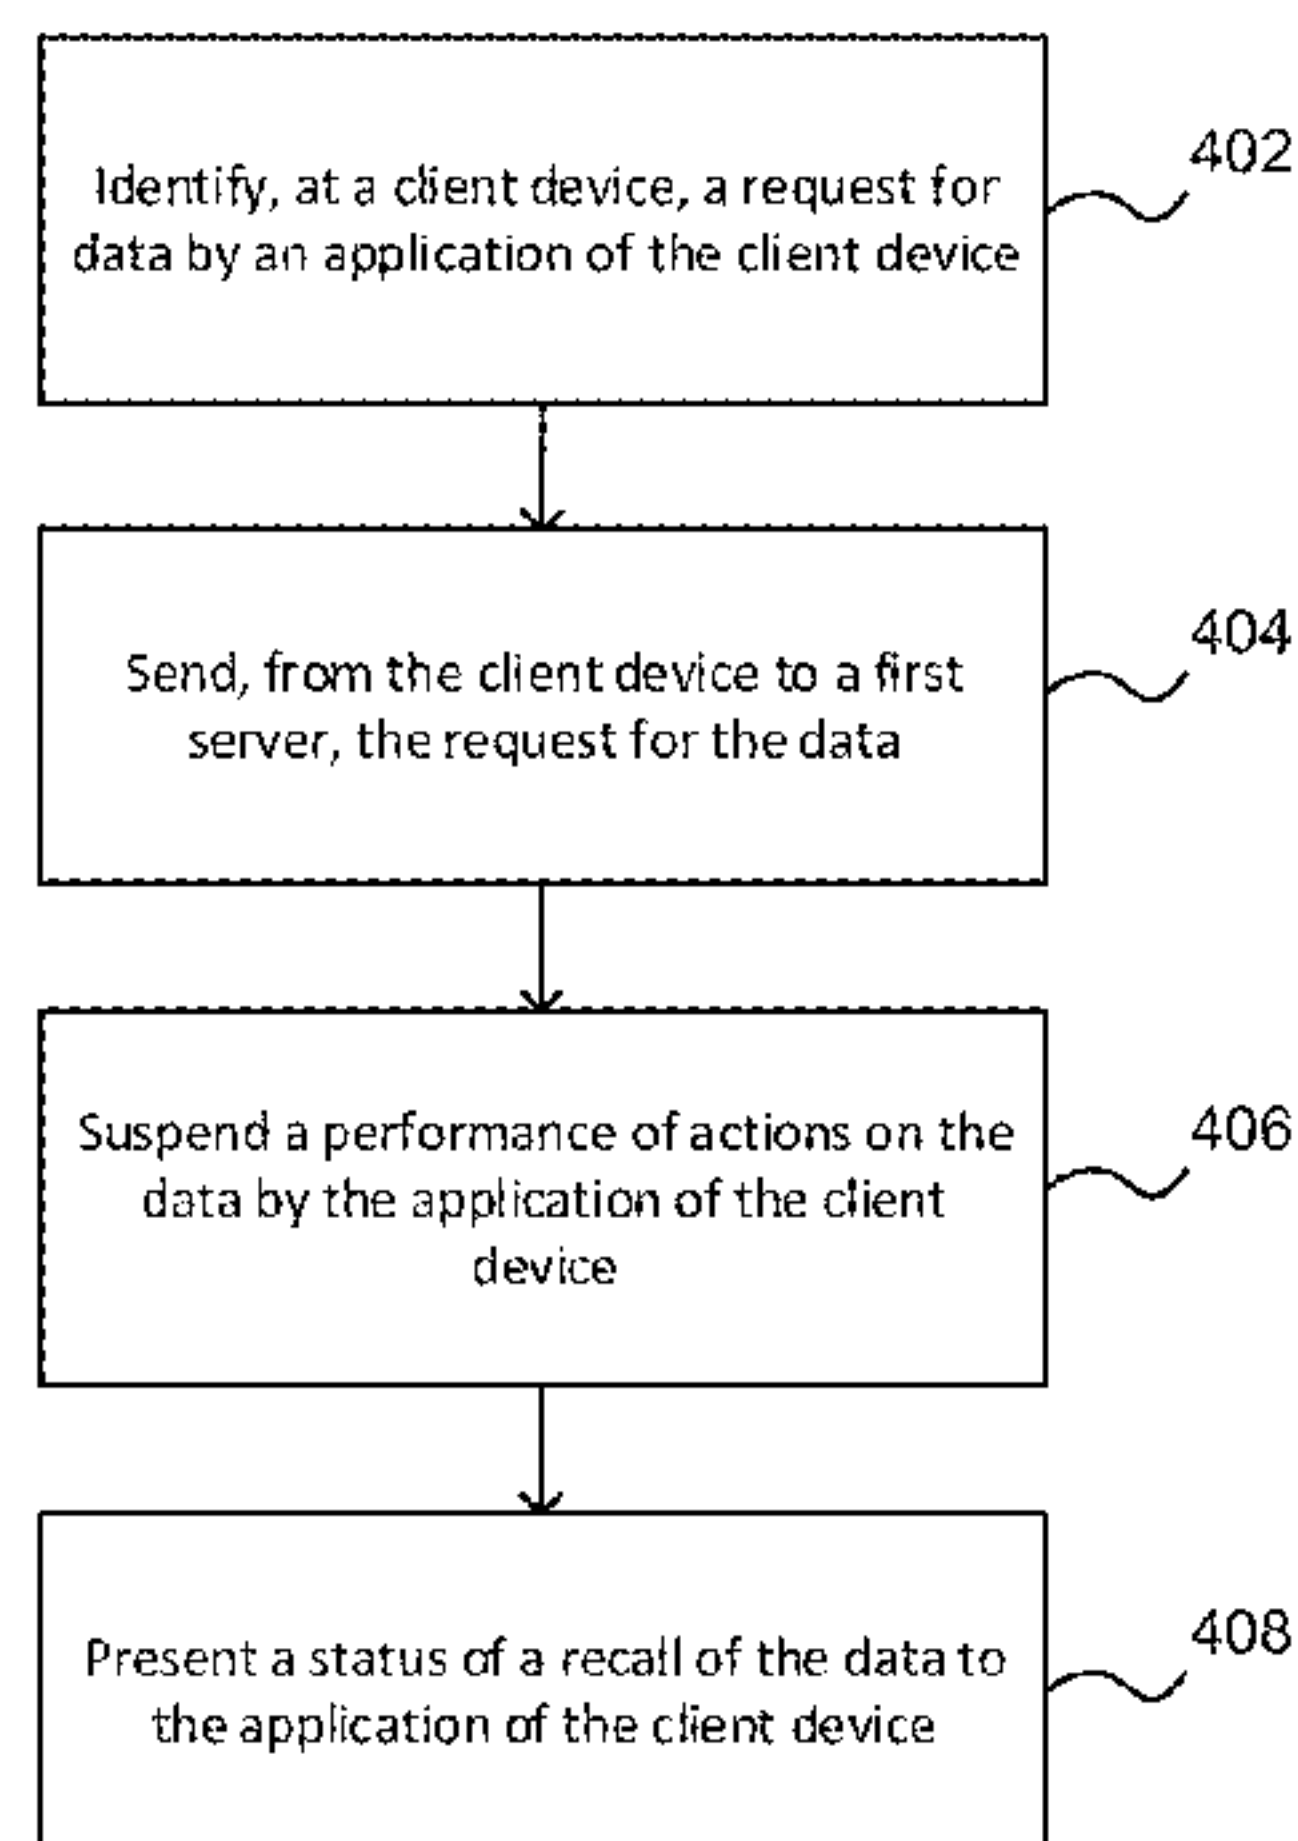 Identify, at a client device, a request for
data by an application of the client device
402
Send, from the client device to a first
server, the request for the data
404
Suspend a performance of actions on the
data by the application of the client
device
406
Present a status of a recall of the data to
the application of the client device
408